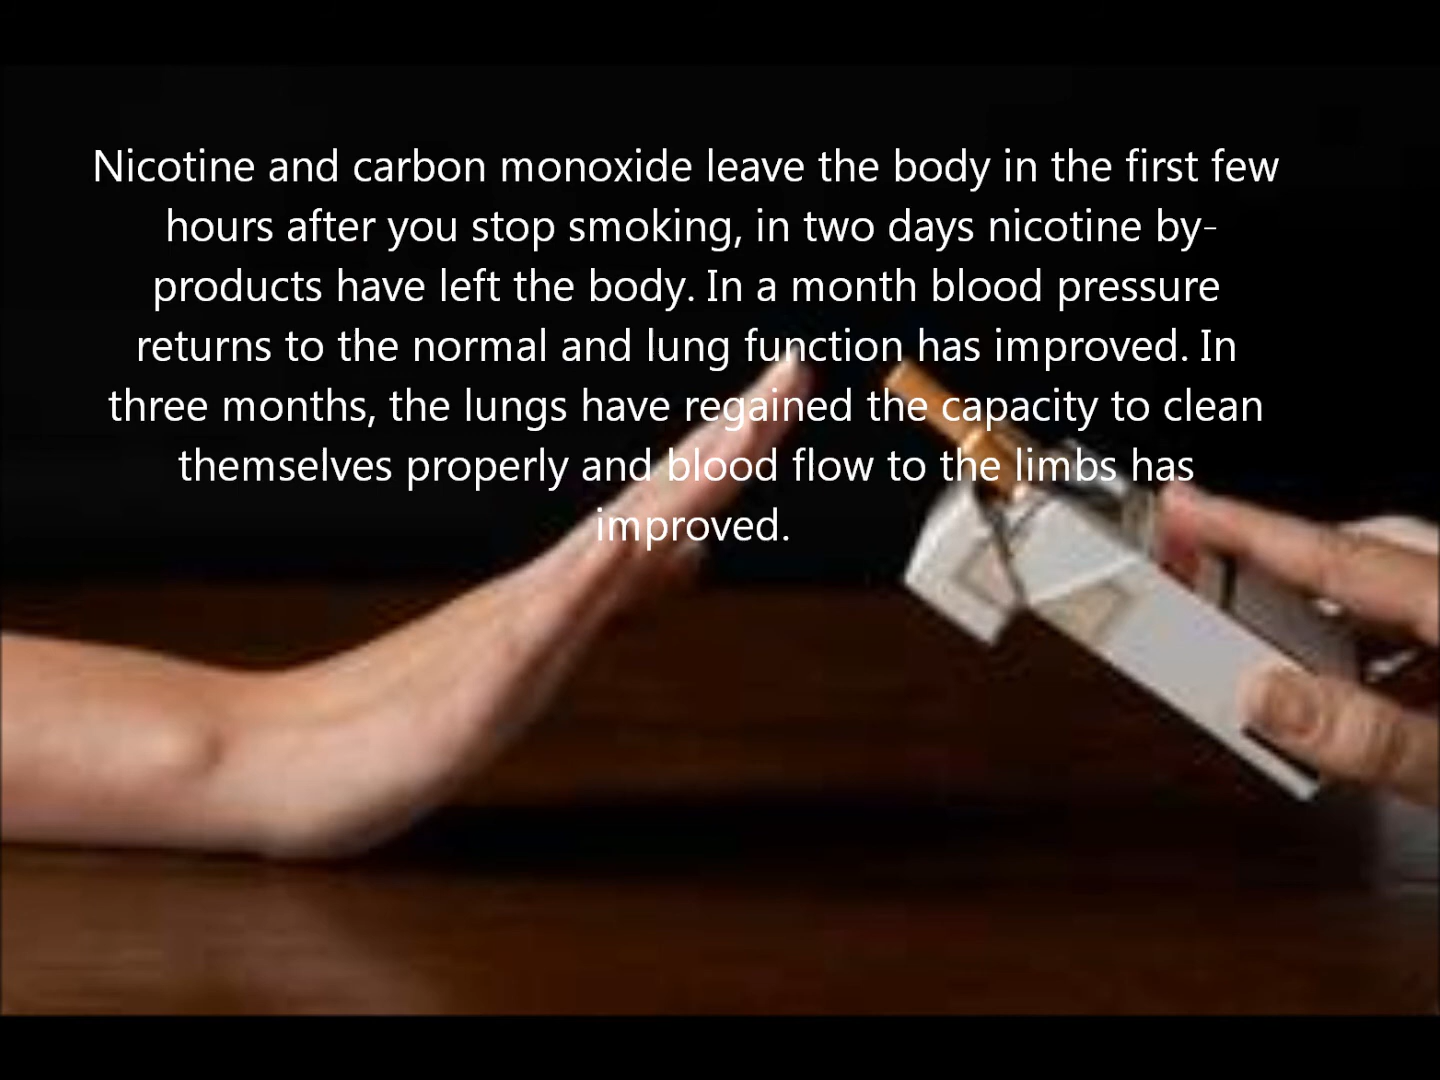 Nicotine and carbon monoxide leave the body in the first few
hours after you stop smoking, in two days nicotine by-
products have left the body. In a month blood pressure
returns to the normal and lung function has improved. In
three months, the lungs have regained the capacity to clean
themselves properly and blood flow to the limbs has
improved.